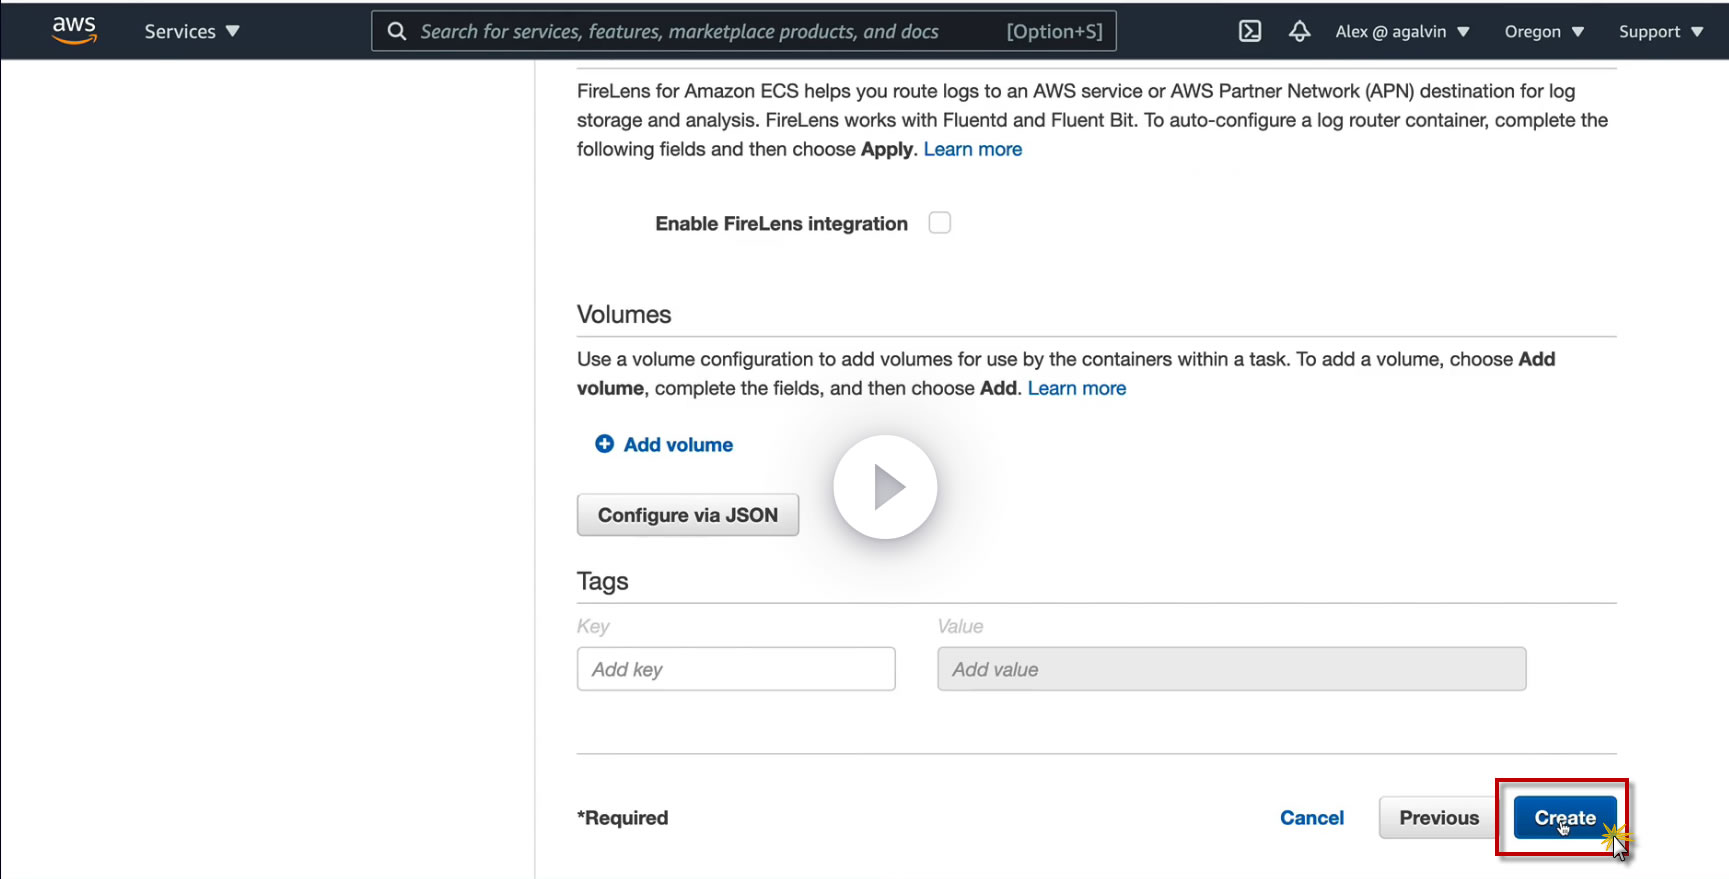 aws Services Search for services, features, marketplace products, and docs [Option+S] Alex @ agalvin Oregon Support
FireLens for Amazon ECS helps you route logs to an AWS service or AWS Partner Network (APN) destination for log
storage and analysis. FireLens works with Fluentd and Fluent Bit. To auto-configure a log router container, complete the
following fields and then choose Apply. Learn more
Enable FireLens integration
Volumes
Use a volume configuration to add volumes for use by the containers within a task. To add a volume, choose Add
volume, complete the fields, and then choose Add. Learn more
Add volume
Configure via JSON
Tags
Key Value
Add key Add value
*Required Cancel Previous Create